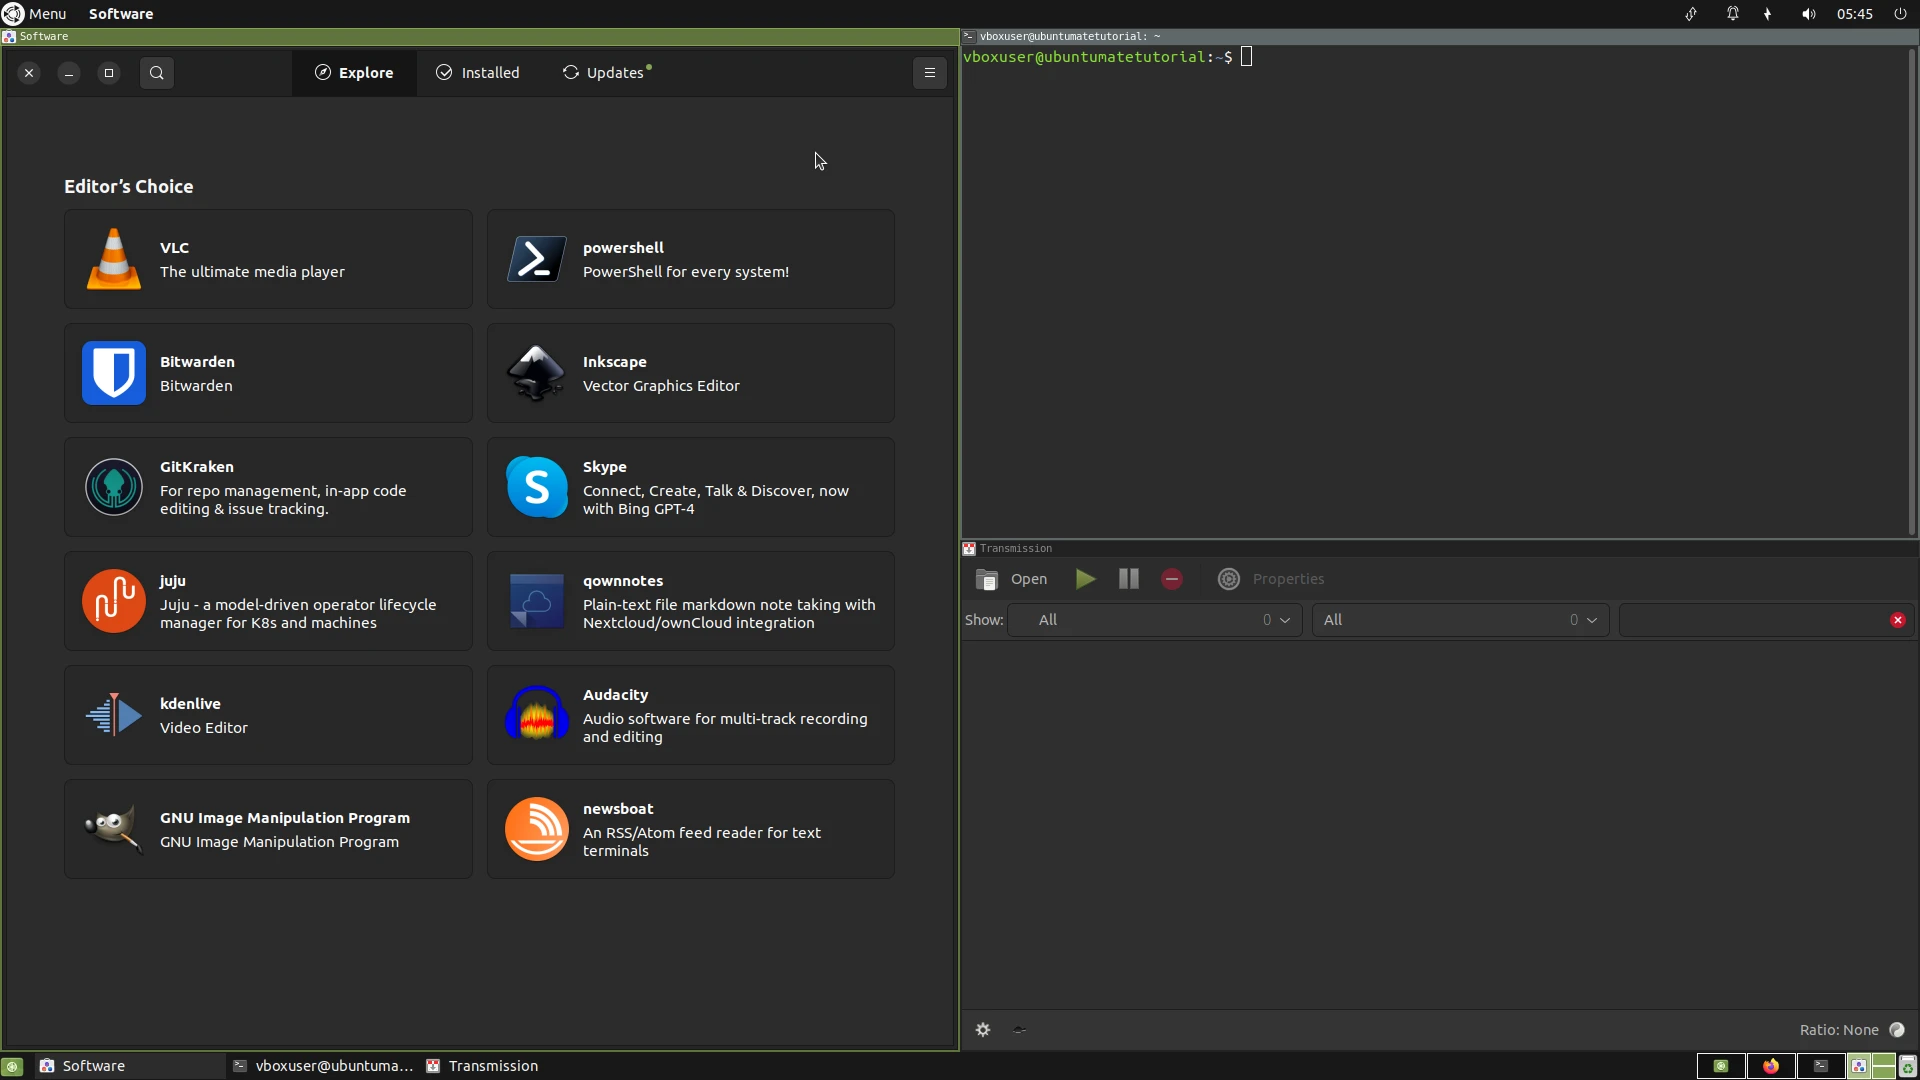 Menu Software 05:45
Software
Explore Installed Updates
Editor's Choice
VLC
The ultimate media player
powershell
PowerShell for every system!
Bitwarden
Bitwarden
Inkscape
Vector Graphics Editor
GitKraken
For repo management, in-app code
editing & issue tracking.
Skype
Connect, Create, Talk & Discover, now
with Bing GPT-4
juju
Juju - a model-driven operator lifecycle
manager for K8s and machines
qownnotes
Plain-text file markdown note taking with
Nextcloud/ownCloud integration
kdenlive
Video Editor
Audacity
Audio software for multi-track recording
and editing
GNU Image Manipulation Program
GNU Image Manipulation Program
newsboat
An RSS/Atom feed reader for text
terminals
vboxuser@ubuntumatetutorial: ~
vboxuser@ubuntumatetutorial:~$
Transmission
Open Properties
Show: All 0 All 0
Ratio: None
Software vboxuser@ubuntuma... Transmission